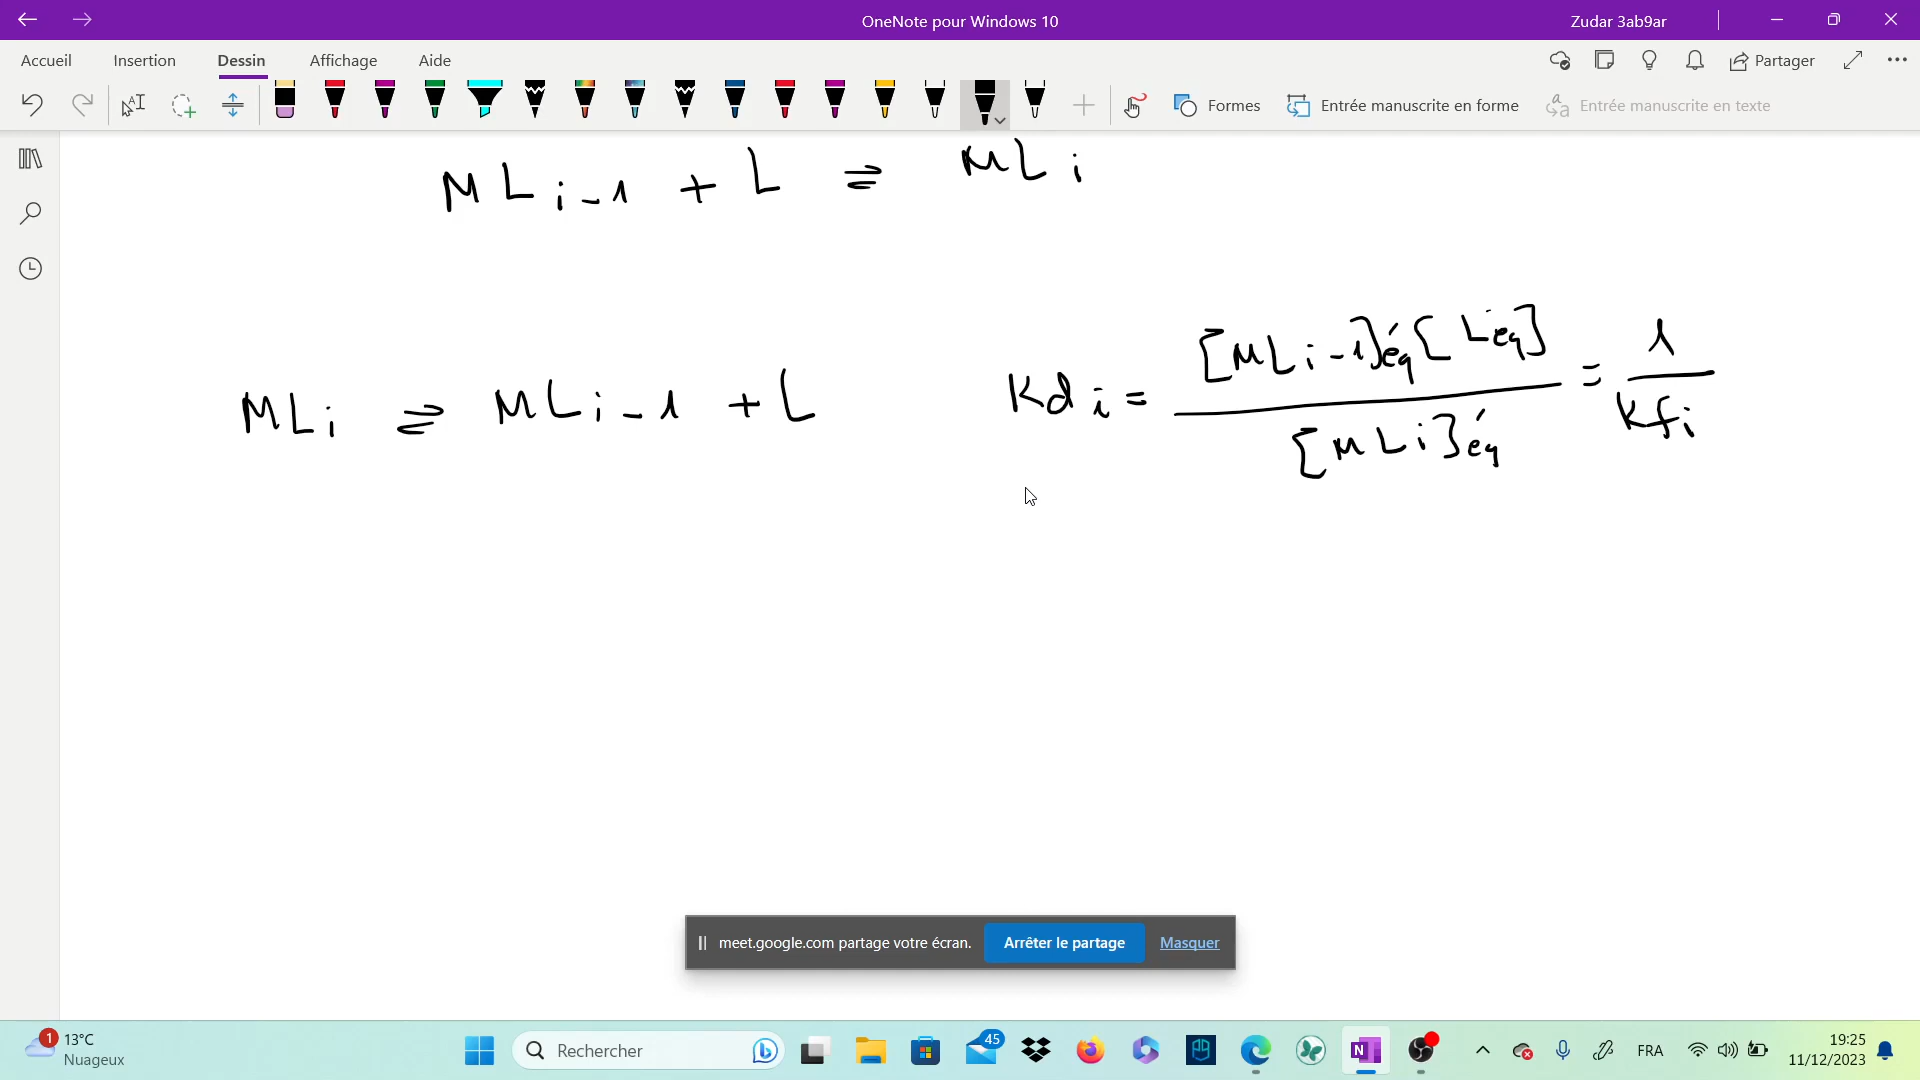 OneNote pour Windows 10
Zudar 3ab9ar
Accueil Insertion Dessin Affichage Aide
Partager
Formes Entrée manuscrite en forme Entrée manuscrite en texte
MLi-1 + L ⇌ MLi
MLi ⇌ MLi-1 + L
Kdi = [MLi-1]éq[Léq] / [MLi]éq = 1 / Kfi
meet.google.com partage votre écran. Arrêter le partage Masquer
1 13°C
Nuageux
Rechercher
45
FRA
19:25
11/12/2023